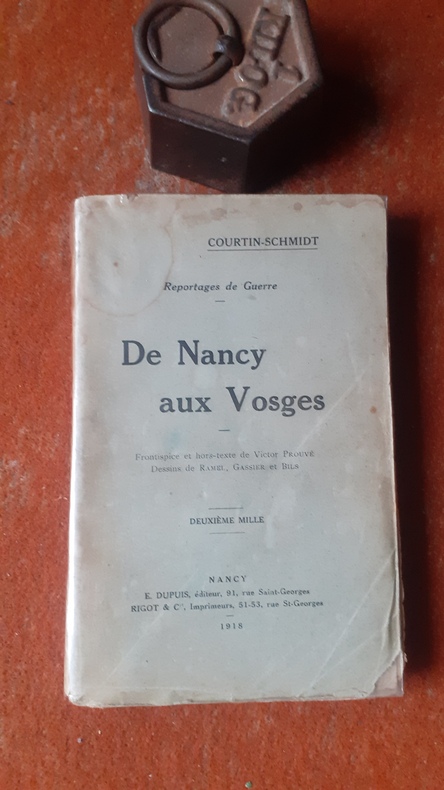 1
KILOG
COURTIN-SCHMIDT
Reportages de Guerre
De Nancy
aux Vosges
Frontispice et hors-texte de Victor PROUVÉ
Dessins de RAMEL, GASSIER et BILS
DEUXIÈME MILLE
NANCY
E. DUPUIS, éditeur, 91, rue Saint-Georges
RIGOT & Cie, Imprimeurs, 51-53, rue St-Georges
1918